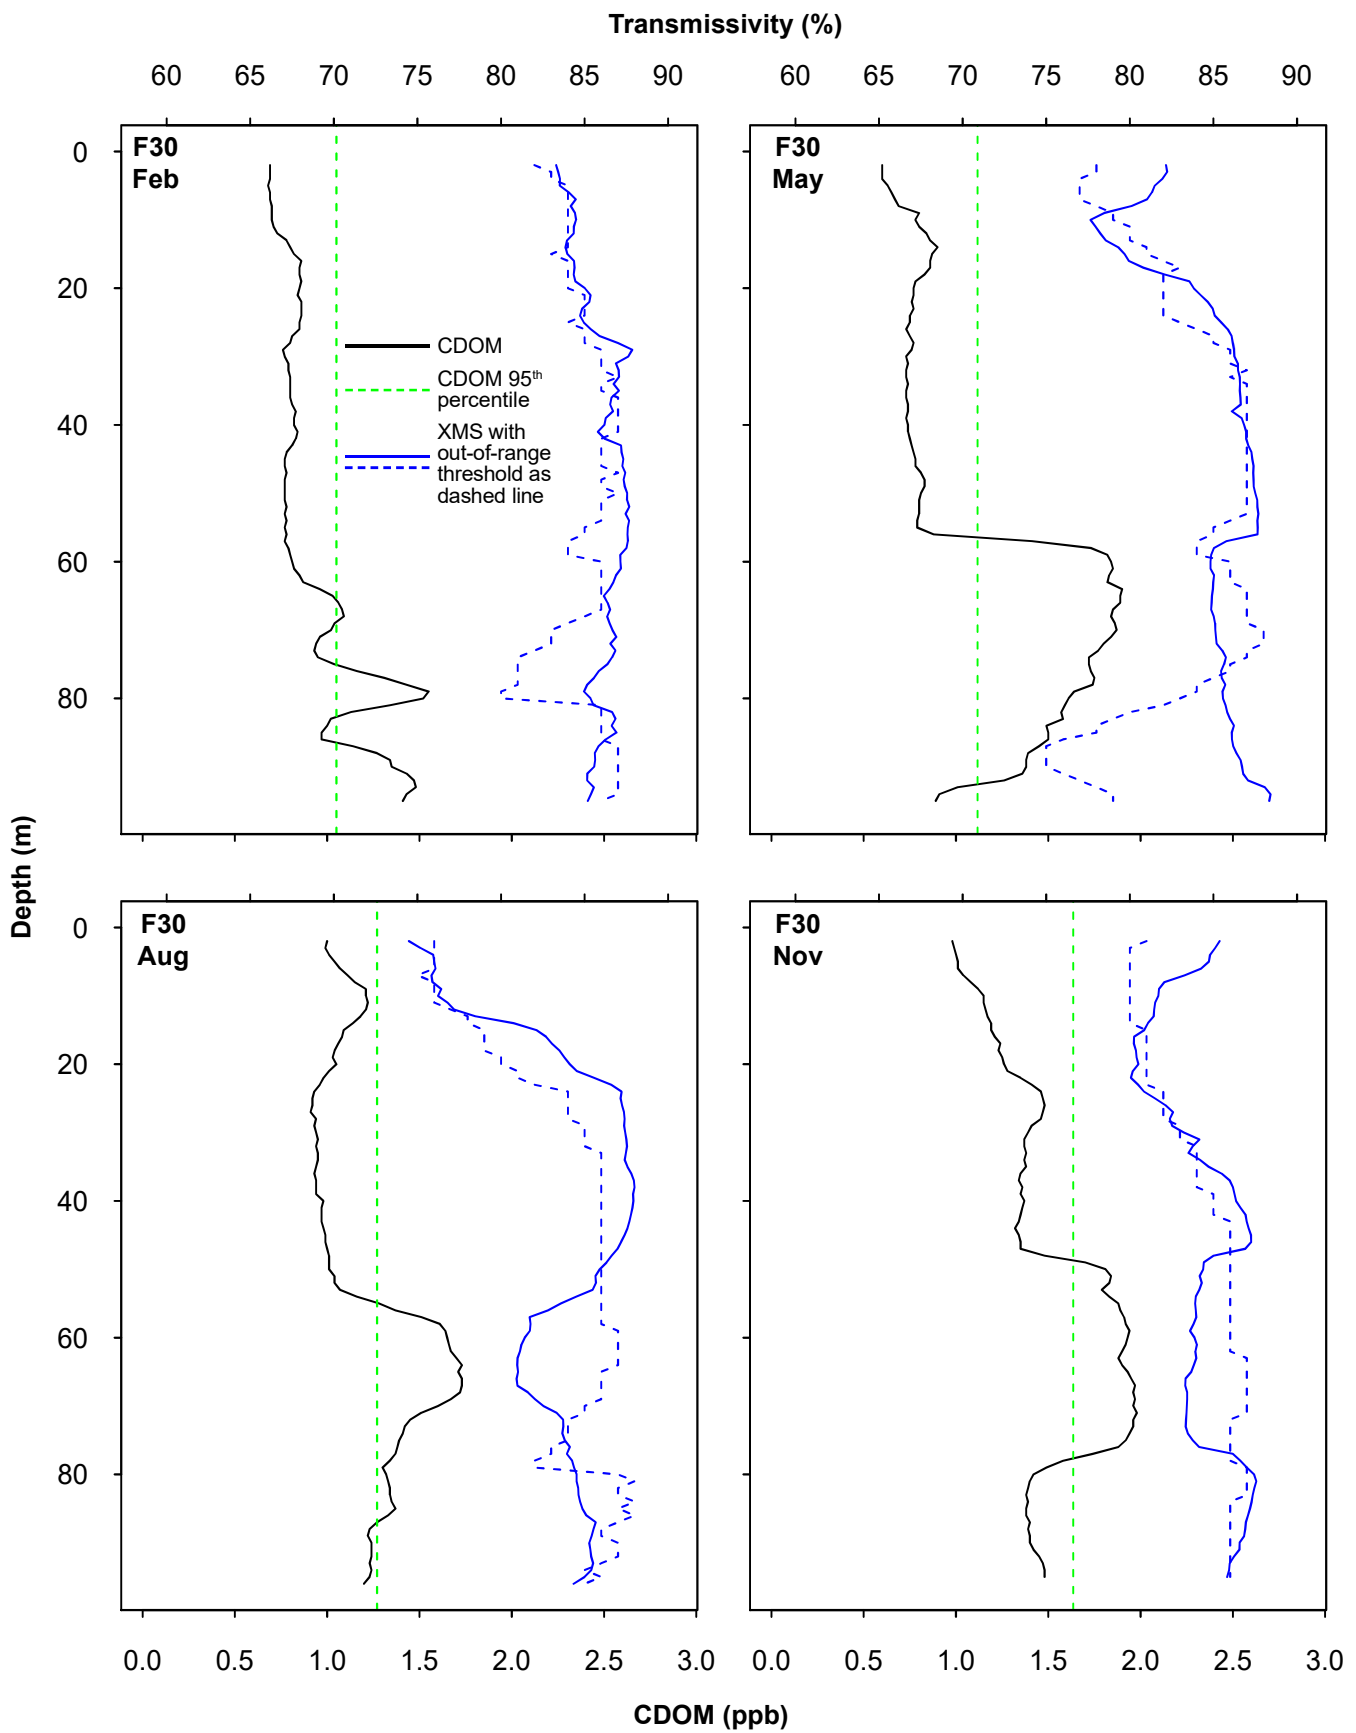 Transmissivity (%)
60 65 70 75 80 85 90
60 65 70 75 80 85 90
F30
Feb
F30
May
0
20
40
60
80
CDOM
CDOM 95th
percentile
XMS with
out-of-range
threshold as
dashed line
Depth (m)
F30
Aug
F30
Nov
0
20
40
60
80
0.0 0.5 1.0 1.5 2.0 2.5 3.0
0.0 0.5 1.0 1.5 2.0 2.5 3.0
CDOM (ppb)